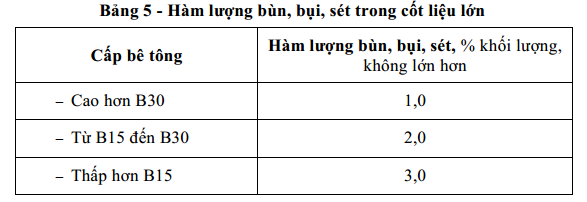 Bảng 5 - Hàm lượng bùn, bụi, sét trong cốt liệu lớn
Cấp bê tông
Hàm lượng bùn, bụi, sét, % khối lượng,
không lớn hơn
– Cao hơn B30
1,0
– Từ B15 đến B30
2,0
– Thấp hơn B15
3,0